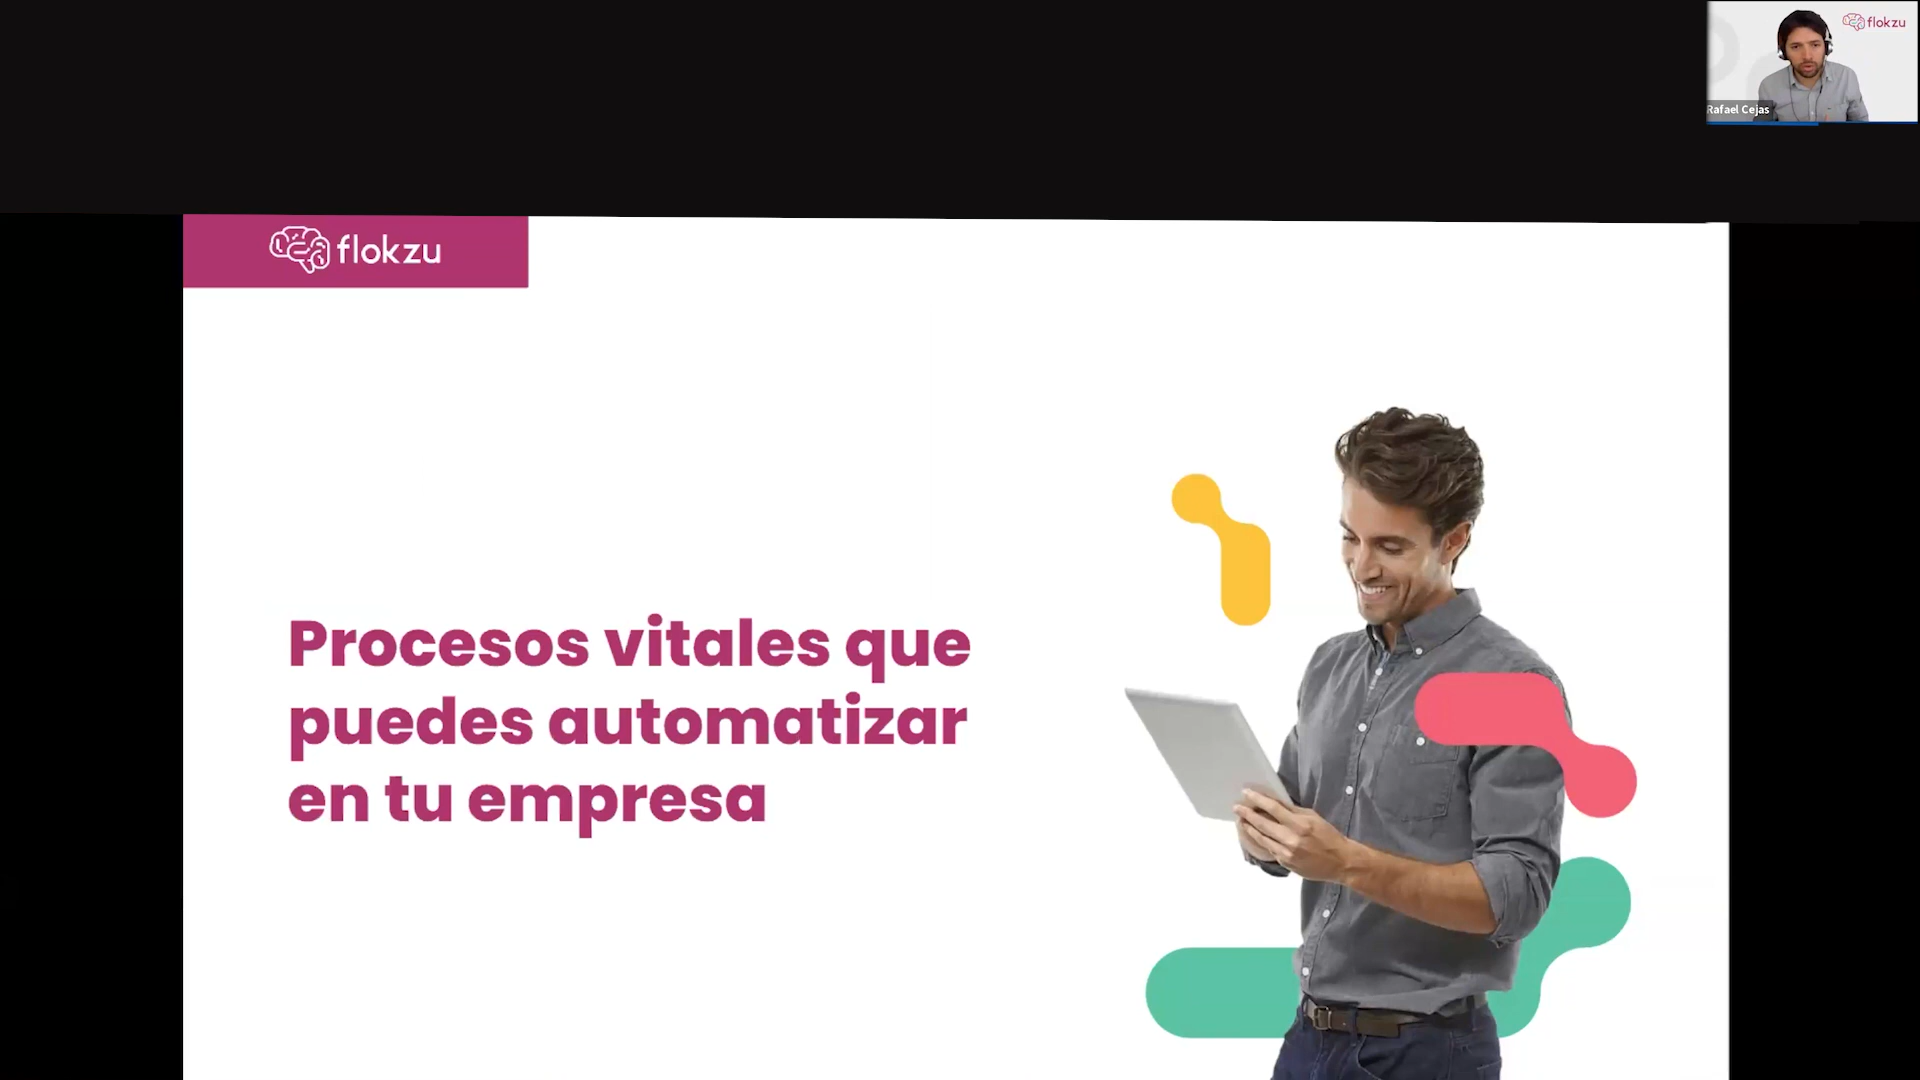 flokzu
Rafael Cejas
flokzu
Procesos vitales que
puedes automatizar
en tu empresa